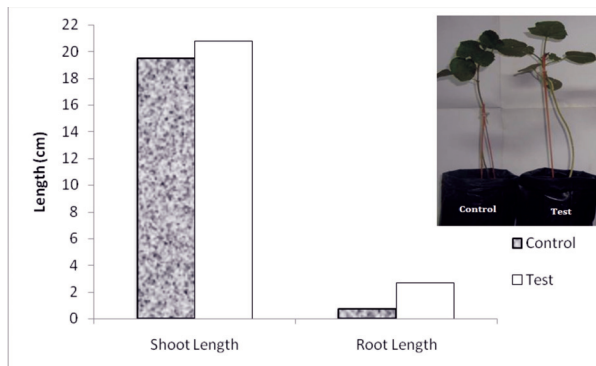 22
20
18
16
14
12
10
8
6
4
2
0
Length (cm)
Shoot Length
Root Length
Control
Test
Control
Test